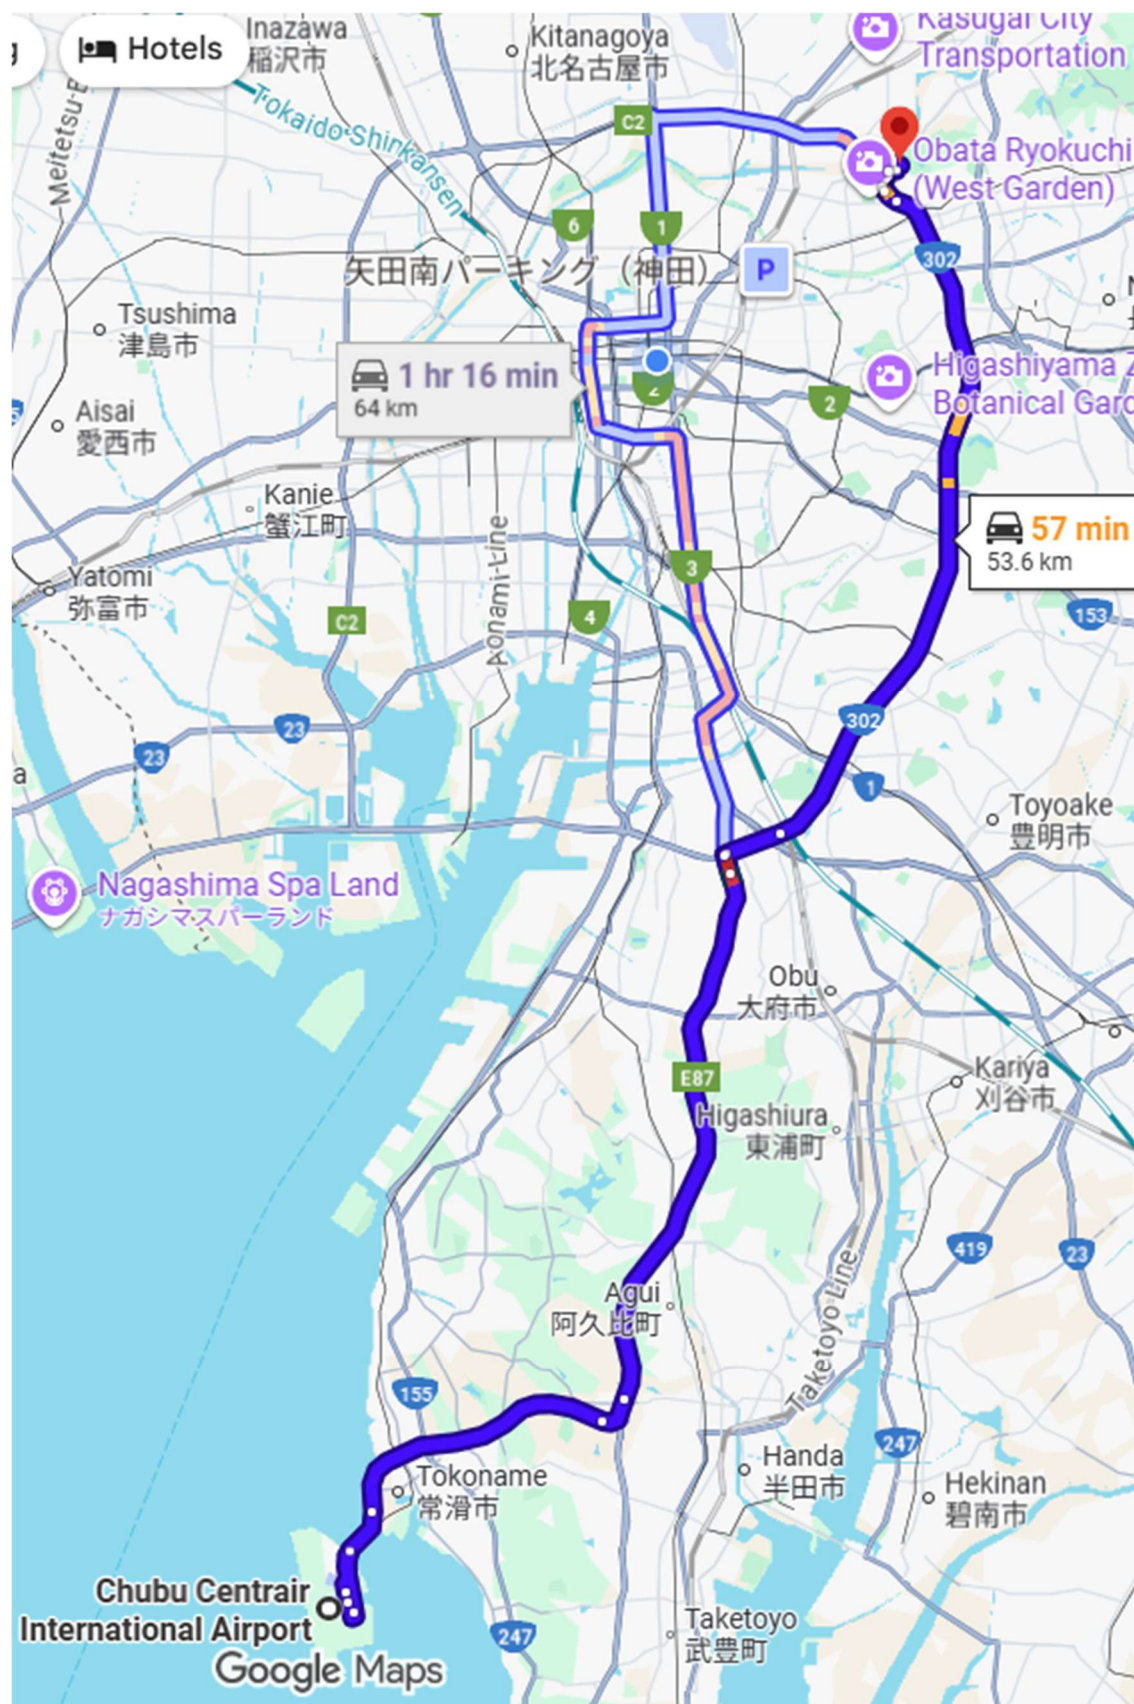 Hotels
Inazawa
稲沢市
Kitanagoya
北名古屋市
Kasugai City
Transportation
Tokaido Shinkansen
C2
Obata Ryokuchi
(West Garden)
6
1
302
矢田南パーキング（神田）
P
Tsushima
津島市
1 hr 16 min
64 km
2
2
Higashiyama Z
Botanical Gard
Aisai
愛西市
Kanie
蟹江町
57 min
53.6 km
Aonami Line
3
Yatomi
弥富市
C2
4
153
23
23
302
1
Toyoake
豊明市
Nagashima Spa Land
ナガシマスパーランド
Obu
大府市
E87
Kariya
刈谷市
Higashiura
東浦町
419
23
Agui
阿久比町
Taketoyo Line
155
Tokoname
常滑市
Handa
半田市
247
Hekinan
碧南市
Chubu Centrair
International Airport
Google Maps
247
Taketoyo
武豊町